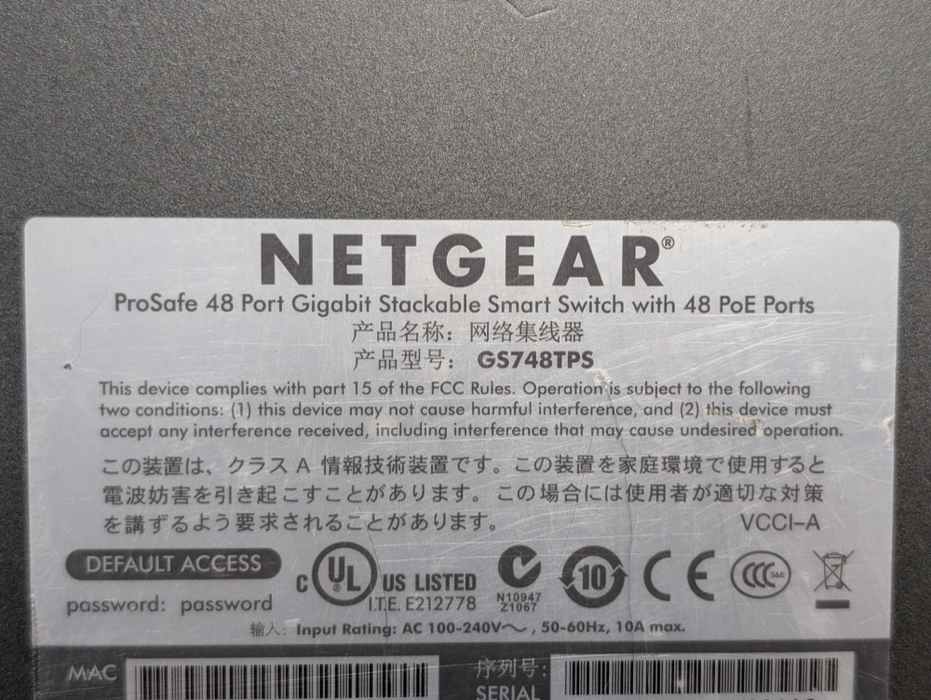 NETGEAR®
ProSafe 48 Port Gigabit Stackable Smart Switch with 48 PoE Ports
产品名称：网络集线器
产品型号： GS748TPS
This device complies with part 15 of the FCC Rules. Operation is subject to the following
two conditions: (1) this device may not cause harmful interference, and (2) this device must
accept any interference received, including interference that may cause undesired operation.
この装置は、クラス A 情報技術装置です。この装置を家庭環境で使用すると
電波妨害を引き起こすことがあります。この場合には使用者が適切な対策
を講ずるよう要求されることがあります。 VCCI-A
DEFAULT ACCESS
password: password
C UL US LISTED
I.T.E. E212778
N10947
Z1067
10
CE
CCC S&E
输入: Input Rating: AC 100-240V～, 50-60Hz, 10A max.
MAC
序列号:
SERIAL